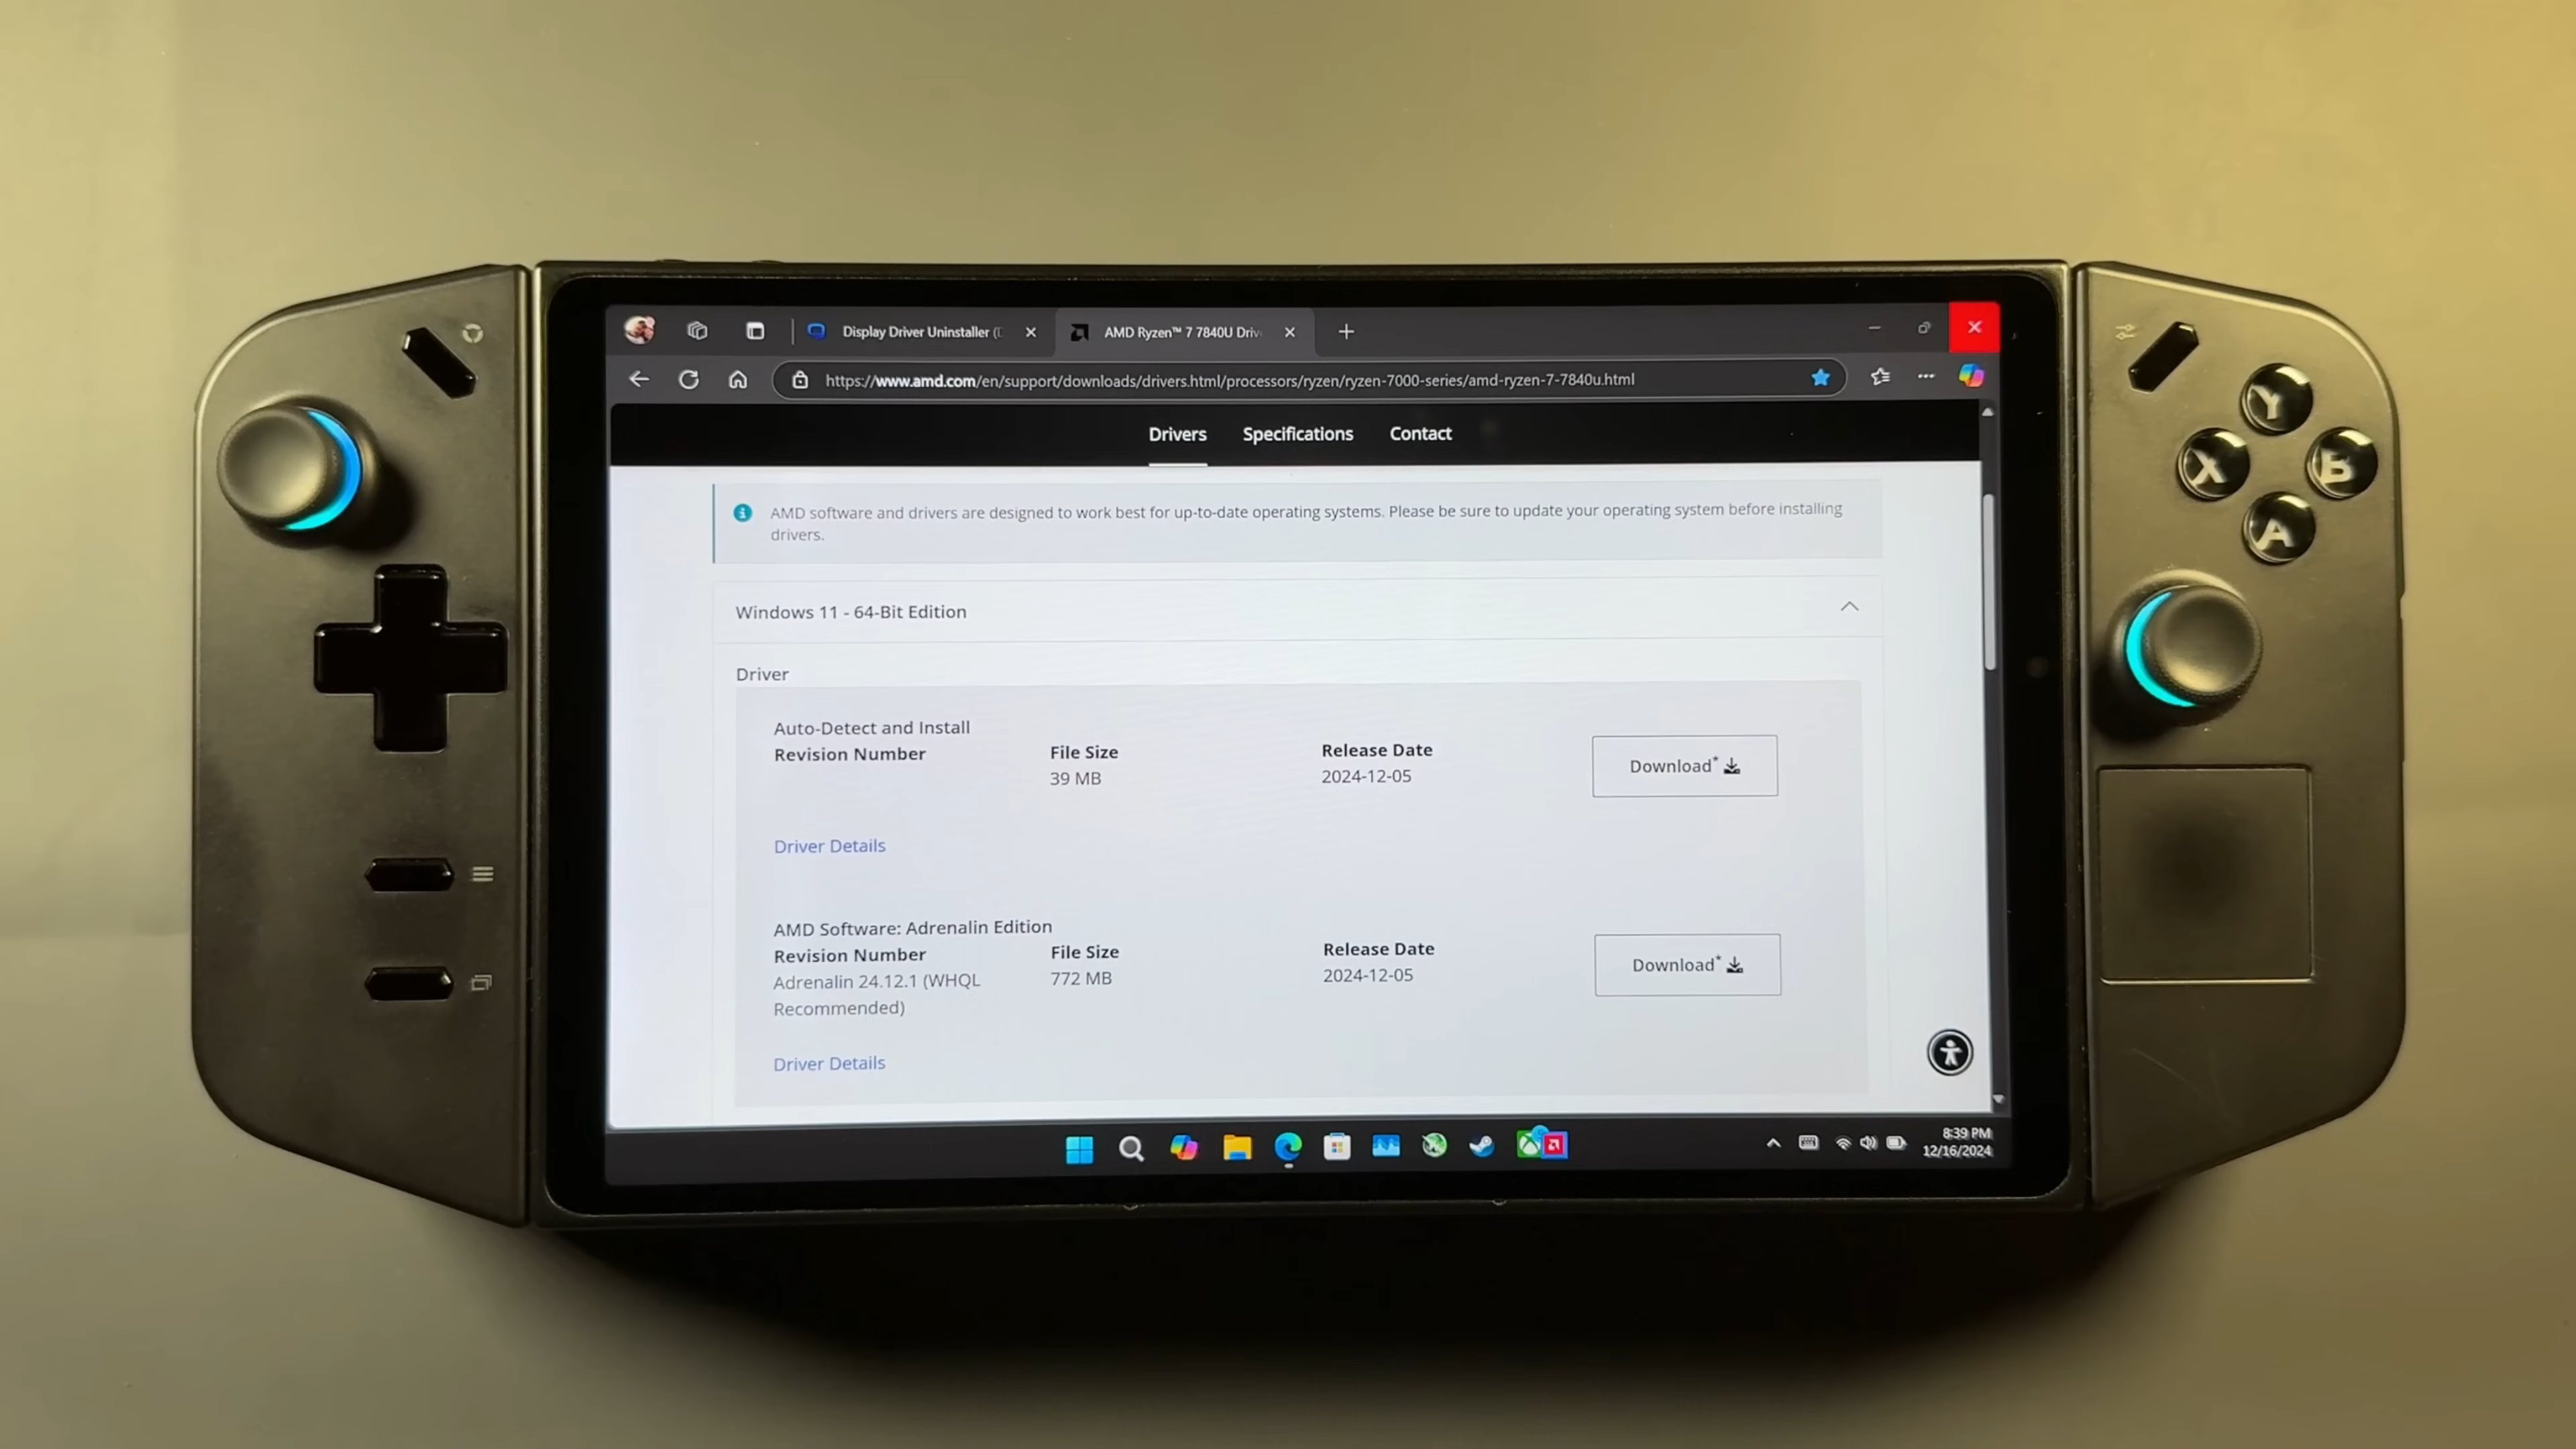 Display Driver Uninstaller (
AMD Ryzen™ 7 7840U Driv
https://www.amd.com/en/support/downloads/drivers.html/processors/ryzen/ryzen-7000-series/amd-ryzen-7-7840u.html
Drivers Specifications Contact
AMD software and drivers are designed to work best for up-to-date operating systems. Please be sure to update your operating system before installing
drivers.
Windows 11 - 64-Bit Edition
Driver
Auto-Detect and Install
Revision Number File Size Release Date
39 MB 2024-12-05
Download*
Driver Details
AMD Software: Adrenalin Edition
Revision Number File Size Release Date
Adrenalin 24.12.1 (WHQL 772 MB 2024-12-05
Recommended)
Download*
Driver Details
8:39 PM
12/16/2024
Y
X
B
A